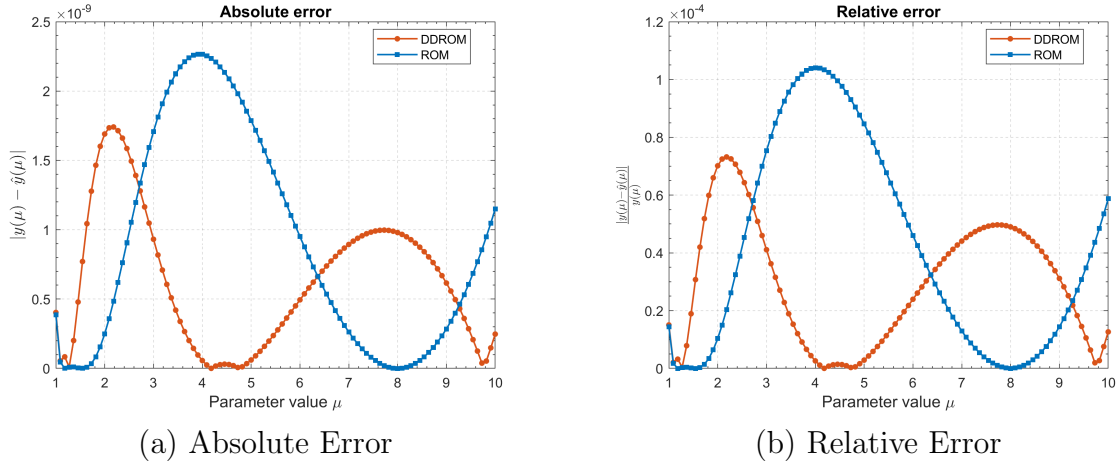 Absolute error
×10⁻⁹
2.5
2
1.5
1
0.5
0
|y(μ) − ŷ(μ)|
DDROM
ROM
1 2 3 4 5 6 7 8 9 10
Parameter value μ
(a) Absolute Error
Relative error
×10⁻⁴
1.2
1
0.8
0.6
0.4
0.2
0
|y(μ)−ŷ(μ)|
y(μ)
DDROM
ROM
1 2 3 4 5 6 7 8 9 10
Parameter value μ
(b) Relative Error